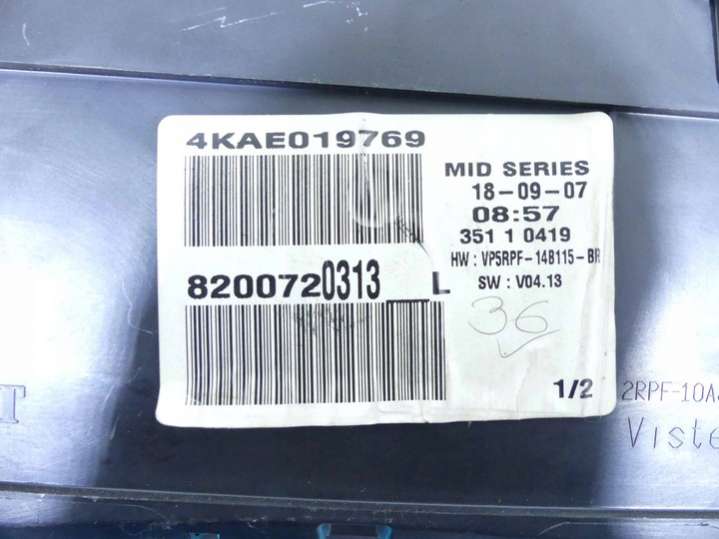 4KAE019769
MID SERIES
18-09-07
08:57
351 1 0419
HW : VP5RPF-14B115-BR
8200720313__L
SW : V04.13
36
1/2
2RPF-10A
Viste